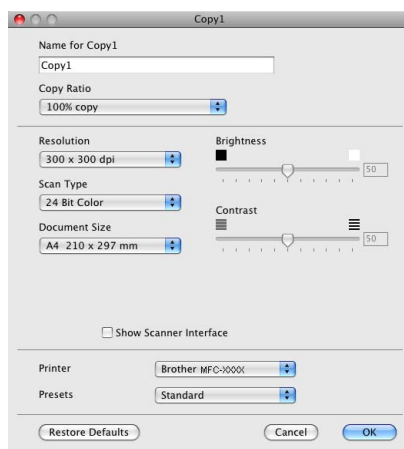 Copy1
Name for Copy1
Copy1
Copy Ratio
100% copy
Resolution
300 x 300 dpi
Brightness
50
Scan Type
24 Bit Color
Contrast
50
Document Size
A4 210 x 297 mm
Show Scanner Interface
Printer
Brother MFC-XXXX
Presets
Standard
Restore Defaults
Cancel
OK